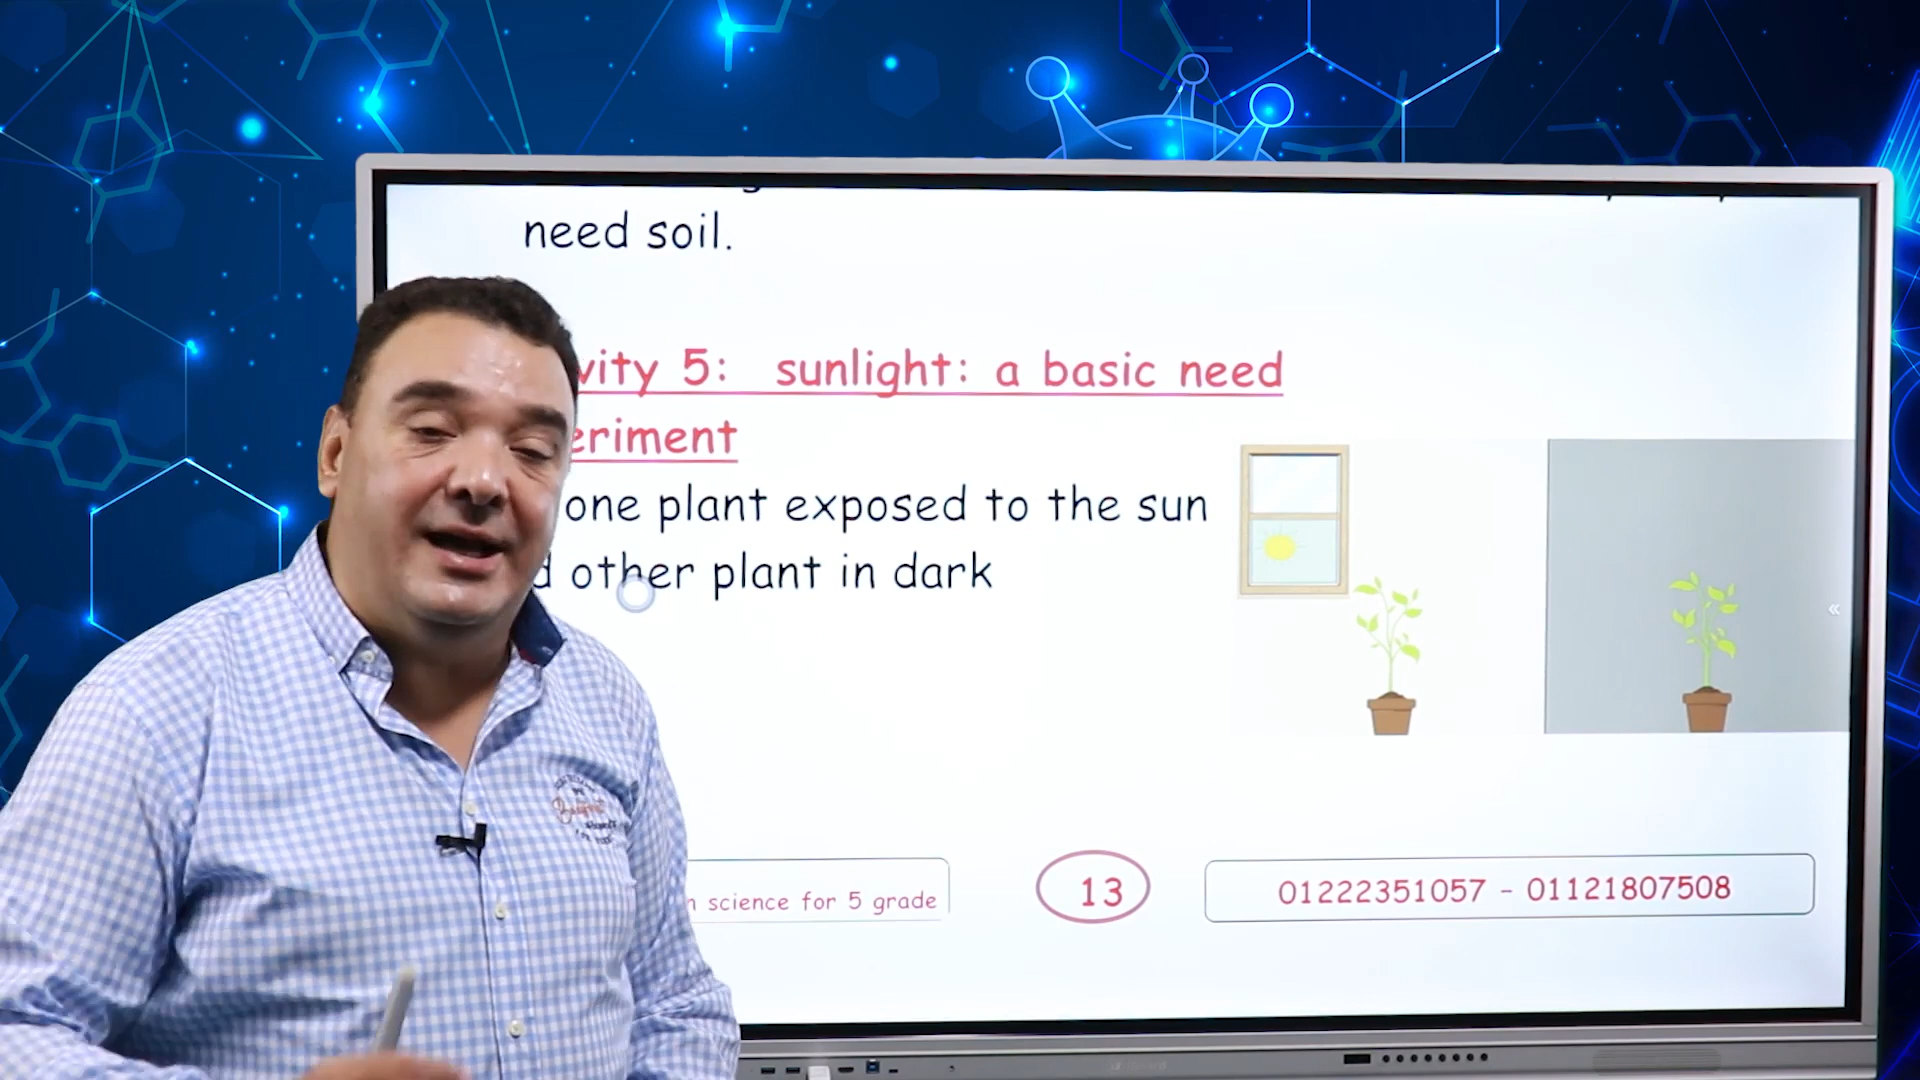 need soil.
vity 5: sunlight: a basic need
eriment
one plant exposed to the sun
d other plant in dark
n science for 5 grade
13
01222351057 - 01121807508
«